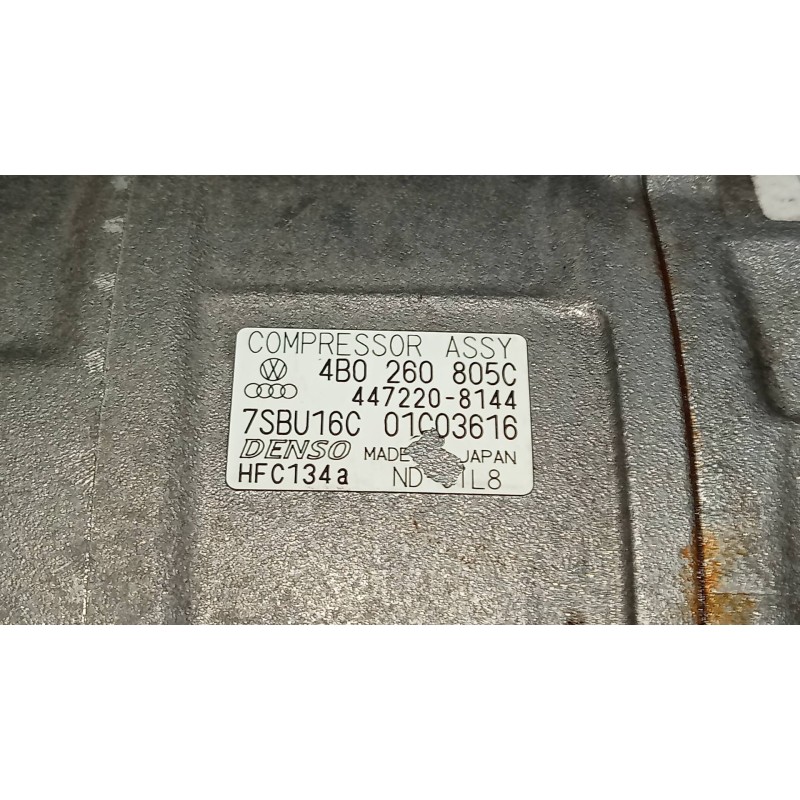 COMPRESSOR ASSY
4B0 260 805C
447220-8144
7SBU16C 01C03616
DENSO MADE JAPAN
HFC134a ND 1L8